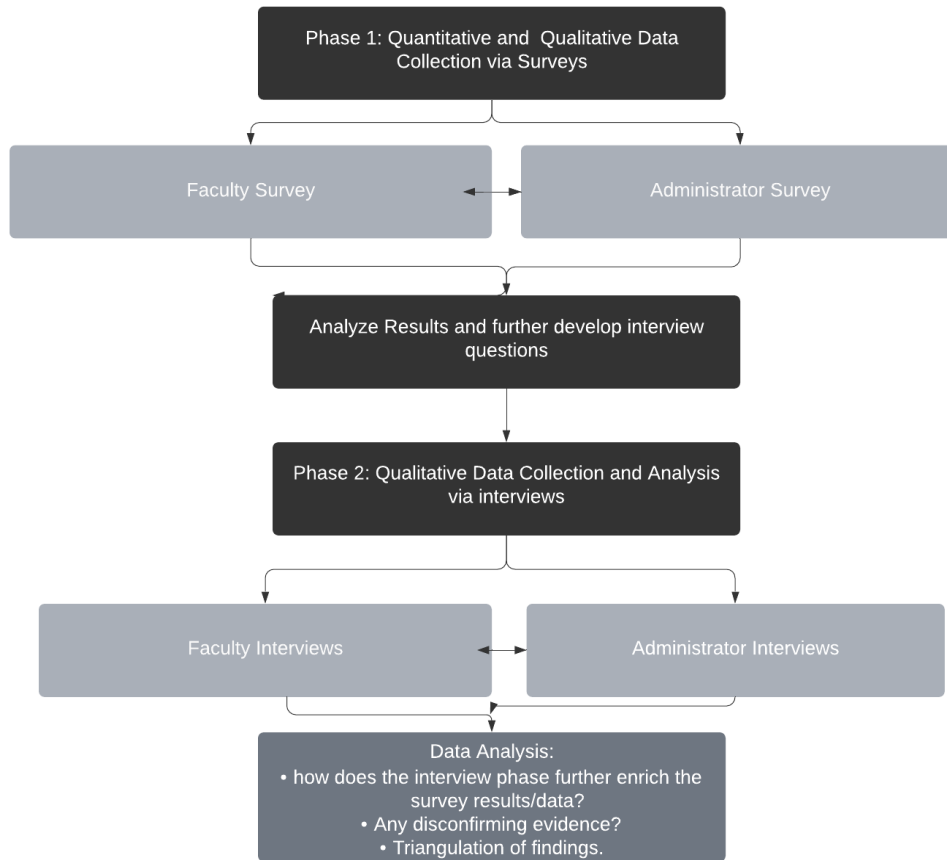 Phase 1: Quantitative and Qualitative Data
Collection via Surveys
Faculty Survey
Administrator Survey
Analyze Results and further develop interview
questions
Phase 2: Qualitative Data Collection and Analysis
via interviews
Faculty Interviews
Administrator Interviews
Data Analysis:
• how does the interview phase further enrich the
survey results/data?
• Any disconfirming evidence?
• Triangulation of findings.